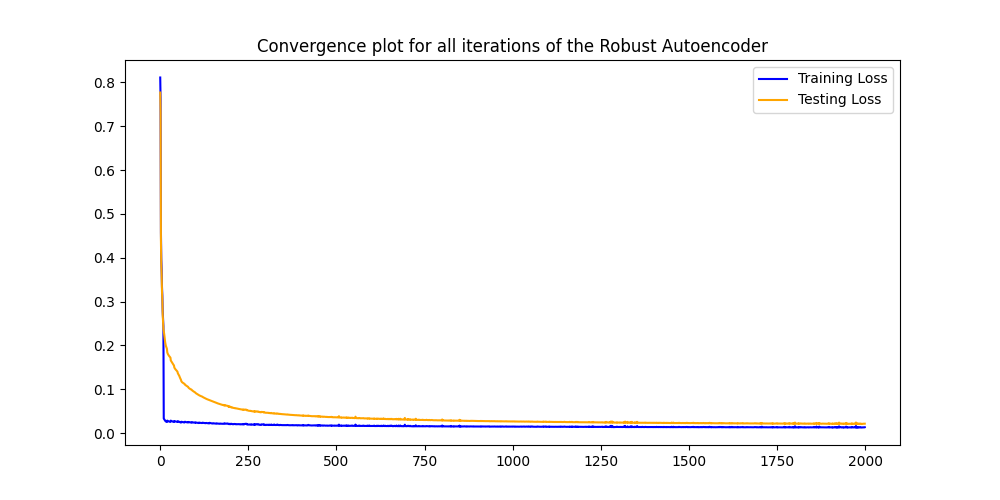 Convergence plot for all iterations of the Robust Autoencoder
Training Loss
Testing Loss
0.8
0.7
0.6
0.5
0.4
0.3
0.2
0.1
0.0
0 250 500 750 1000 1250 1500 1750 2000